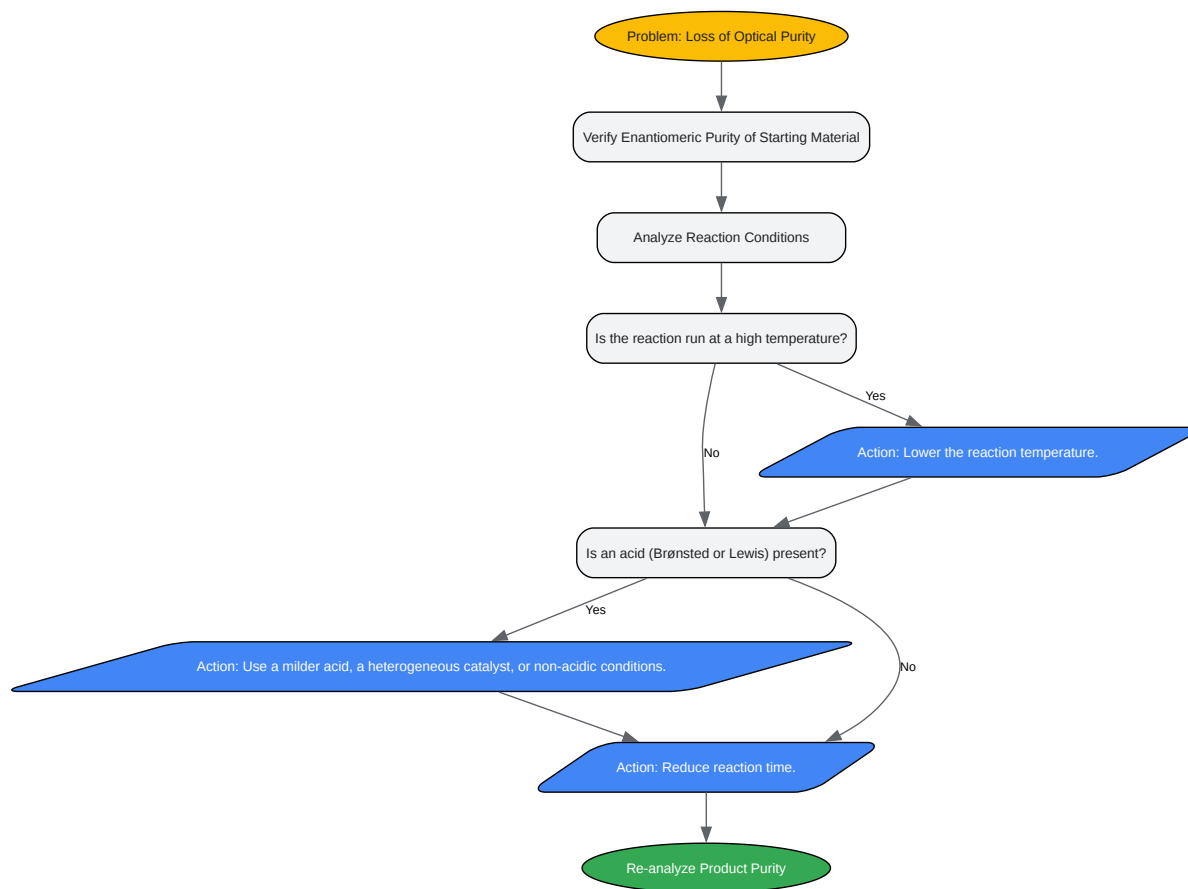 Problem: Loss of Optical Purity
Verify Enantiomeric Purity of Starting Material
Analyze Reaction Conditions
Is the reaction run at a high temperature?
Yes
No
Action: Lower the reaction temperature.
Is an acid (Brønsted or Lewis) present?
Yes
Action: Use a milder acid, a heterogeneous catalyst, or non-acidic conditions.
No
Action: Reduce reaction time.
Re-analyze Product Purity